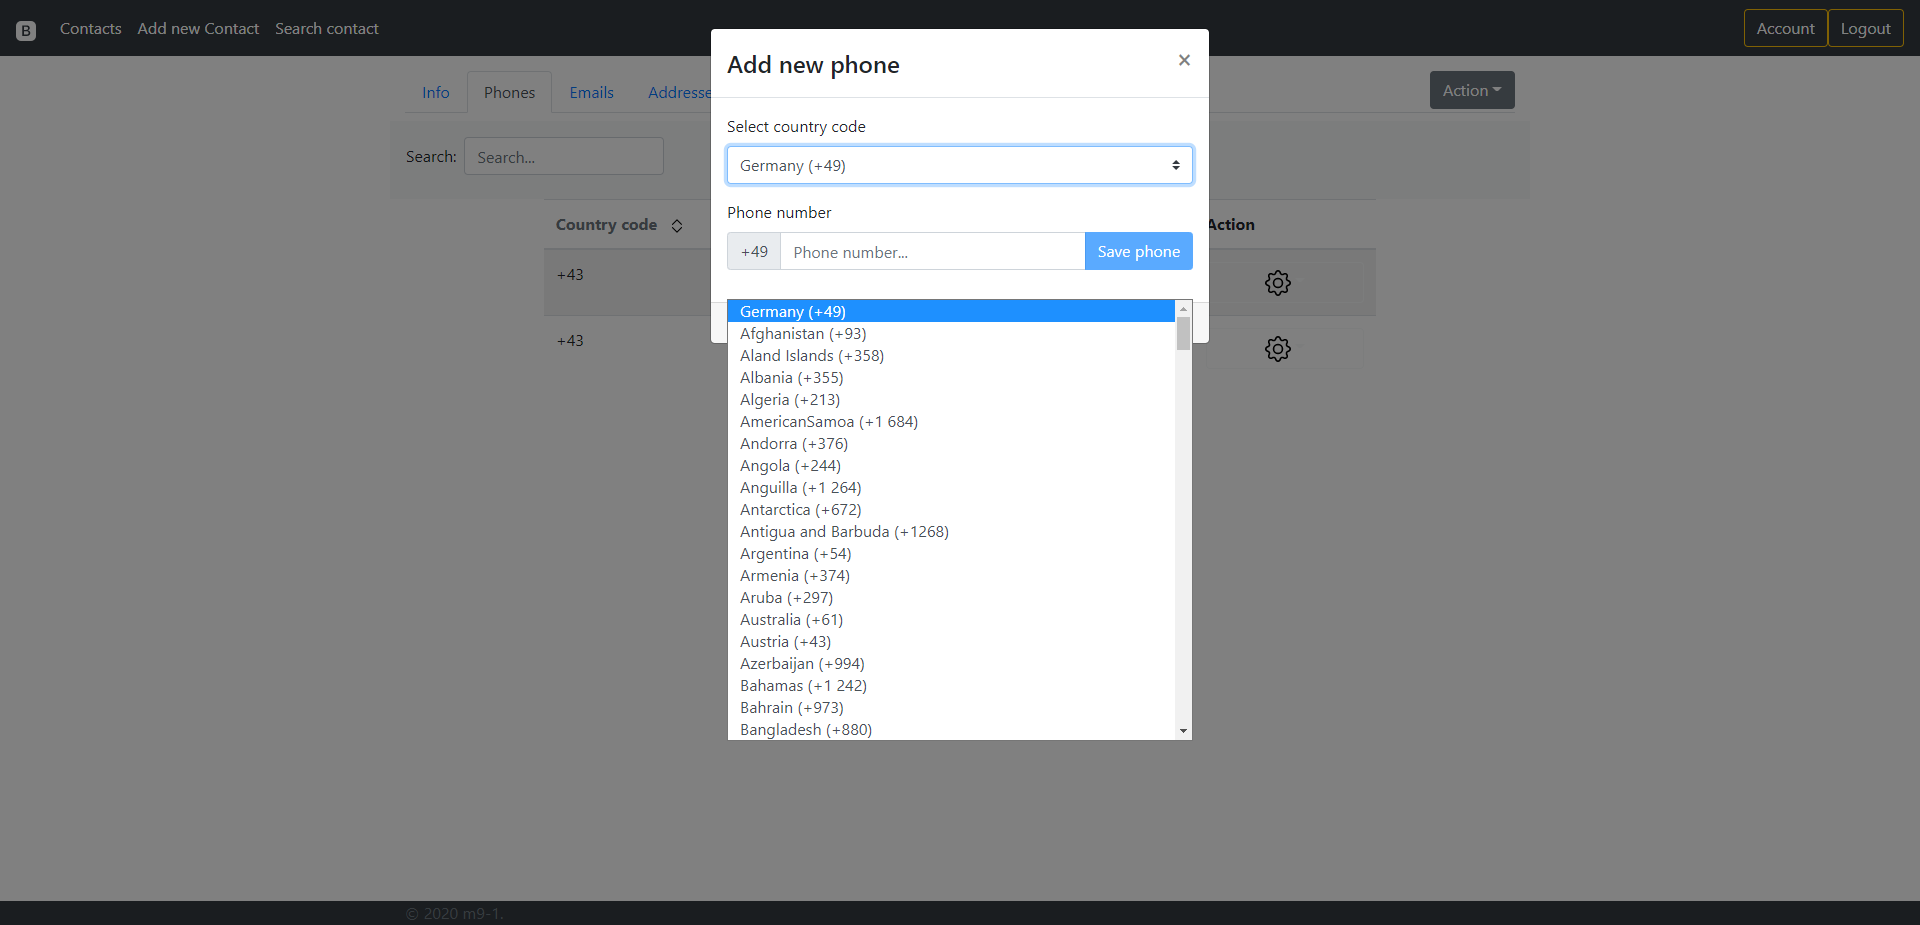 B Contacts Add new Contact Search contact Account Logout
Add new phone ×
Info Phones Emails Addresse Action
Select country code
Search: Search... Germany (+49)
Phone number
Country code Action
+49 Phone number... Save phone
+43
Germany (+49)
Afghanistan (+93)
+43
Aland Islands (+358)
Albania (+355)
Algeria (+213)
AmericanSamoa (+1 684)
Andorra (+376)
Angola (+244)
Anguilla (+1 264)
Antarctica (+672)
Antigua and Barbuda (+1268)
Argentina (+54)
Armenia (+374)
Aruba (+297)
Australia (+61)
Austria (+43)
Azerbaijan (+994)
Bahamas (+1 242)
Bahrain (+973)
Bangladesh (+880)
© 2020 m9-1.